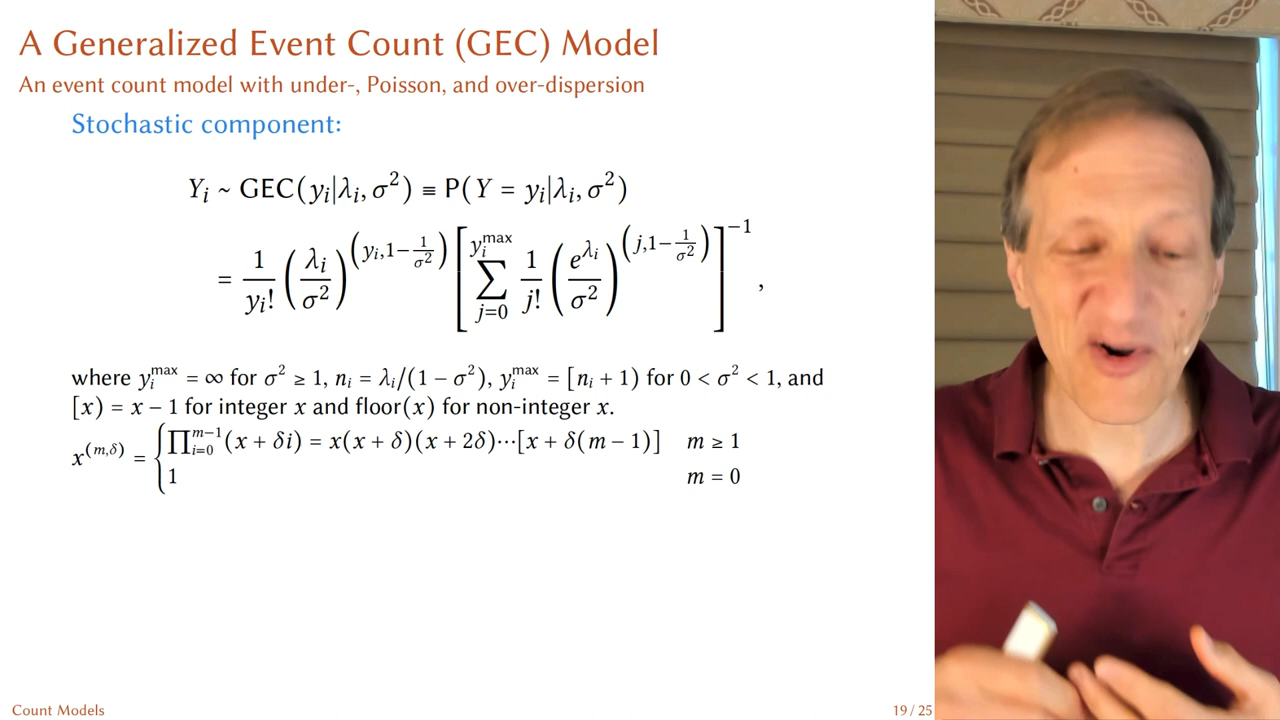 A Generalized Event Count (GEC) Model
An event count model with under-, Poisson, and over-dispersion
Stochastic component:
Yᵢ ~ GEC(yᵢ|λᵢ, σ²) ≡ P(Y = yᵢ|λᵢ, σ²)
= 1/yᵢ! (λᵢ/σ²)^(yᵢ,1−1/σ²) [∑_{j=0}^{yᵢ^max} 1/j! (e^{λᵢ}/σ²)^(j,1−1/σ²)]^−1 ,
where yᵢ^max = ∞ for σ² ≥ 1, nᵢ = λᵢ/(1 − σ²), yᵢ^max = [nᵢ + 1) for 0 < σ² < 1, and
[x) = x − 1 for integer x and floor(x) for non-integer x.
x^(m,δ) = { ∏_{i=0}^{m−1}(x + δi) = x(x + δ)(x + 2δ)⋯[x + δ(m − 1)] m ≥ 1
1 m = 0
Count Models 19 / 25